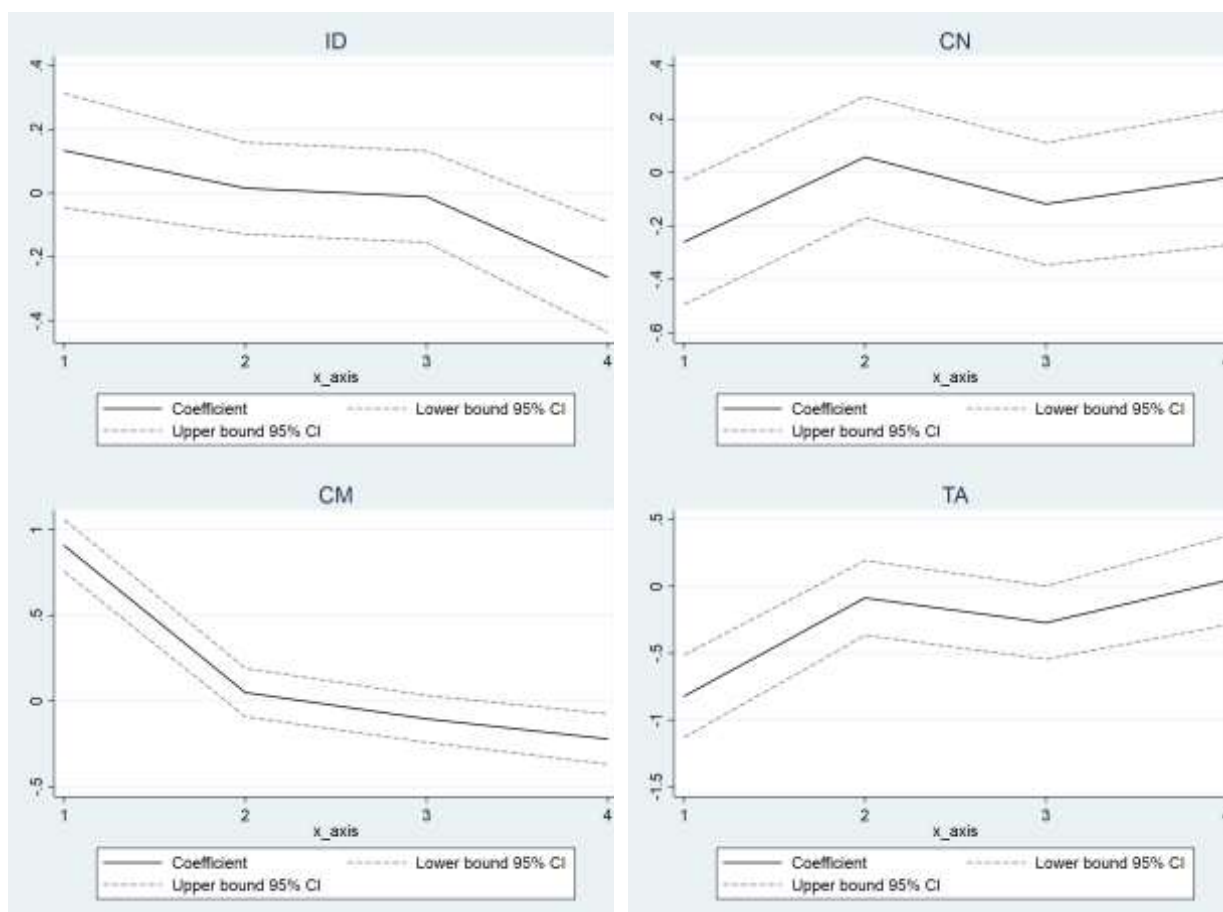 ID
.4
.2
0
-.2
-.4
1 2 3 4
x_axis
Coefficient Lower bound 95% CI
Upper bound 95% CI
CN
.4
.2
0
-.2
-.4
-.6
1 2 3
x_axis
Coefficient Lower bound 95% CI
Upper bound 95% CI
CM
1
.5
0
-.5
1 2 3 4
x_axis
Coefficient Lower bound 95% CI
Upper bound 95% CI
TA
.5
0
-.5
-1
-1.5
1 2 3
x_axis
Coefficient Lower bound 95% CI
Upper bound 95% CI